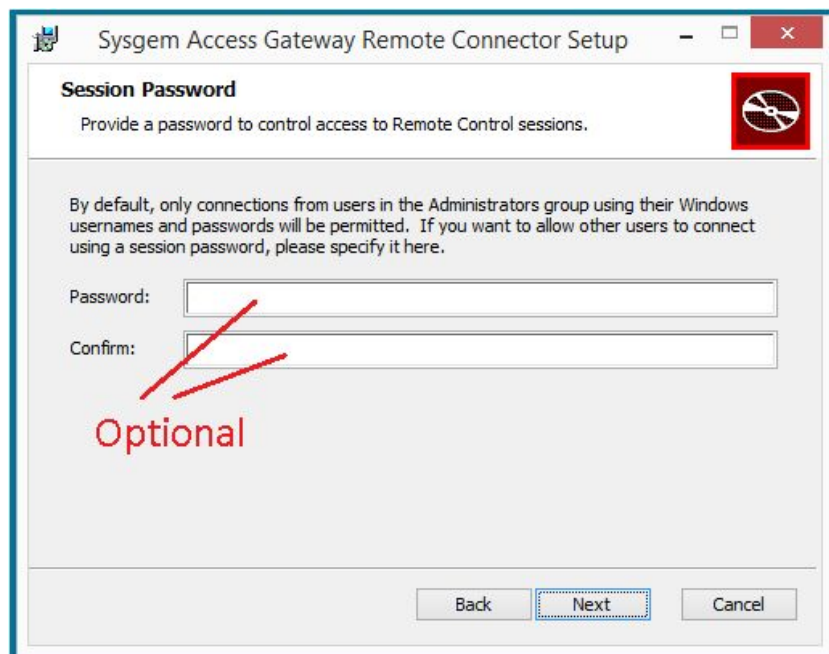 Sysgem Access Gateway Remote Connector Setup
Session Password
Provide a password to control access to Remote Control sessions.
By default, only connections from users in the Administrators group using their Windows
usernames and passwords will be permitted.  If you want to allow other users to connect
using a session password, please specify it here.
Password:
Confirm:
Optional
Back Next Cancel